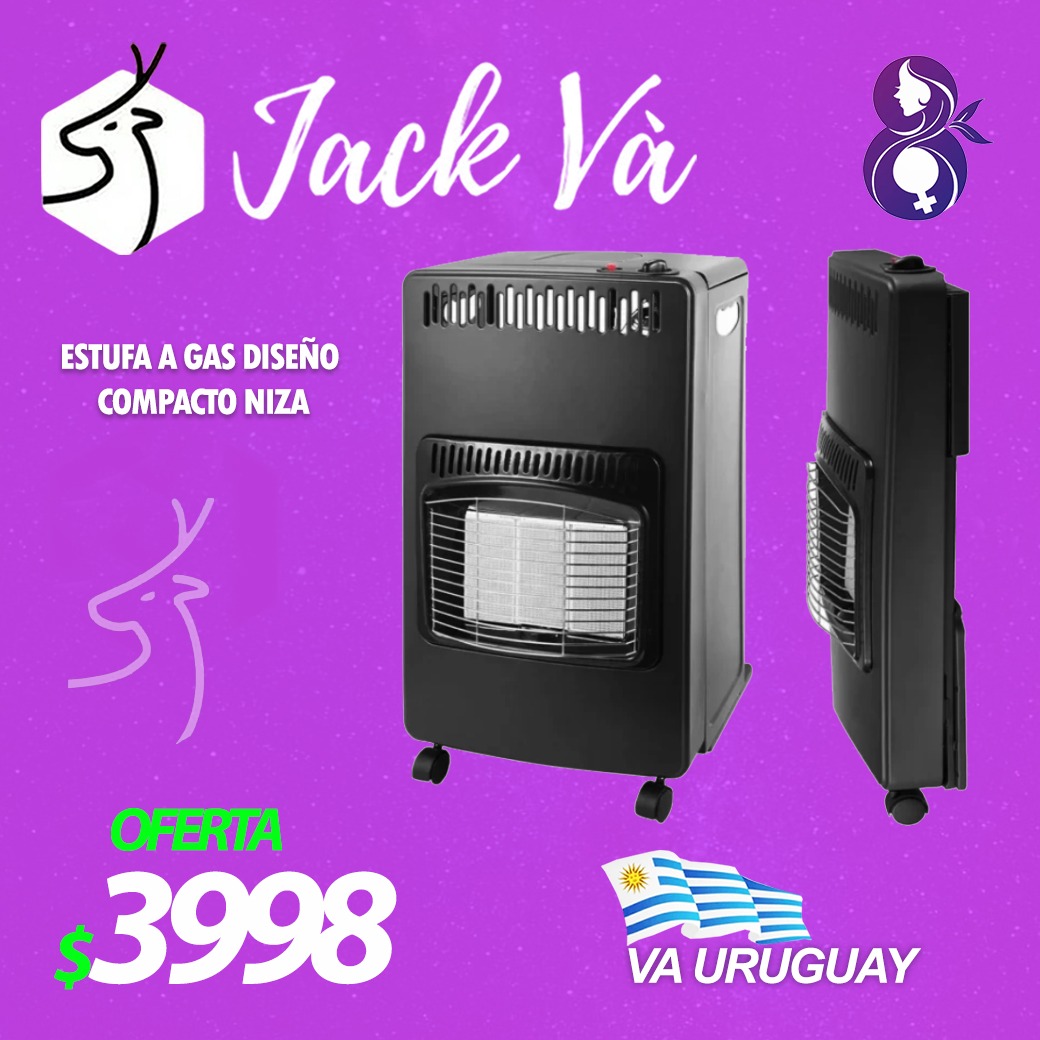 Jack Và
ESTUFA A GAS DISEÑO
COMPACTO NIZA
OFERTA
$3998
VA URUGUAY